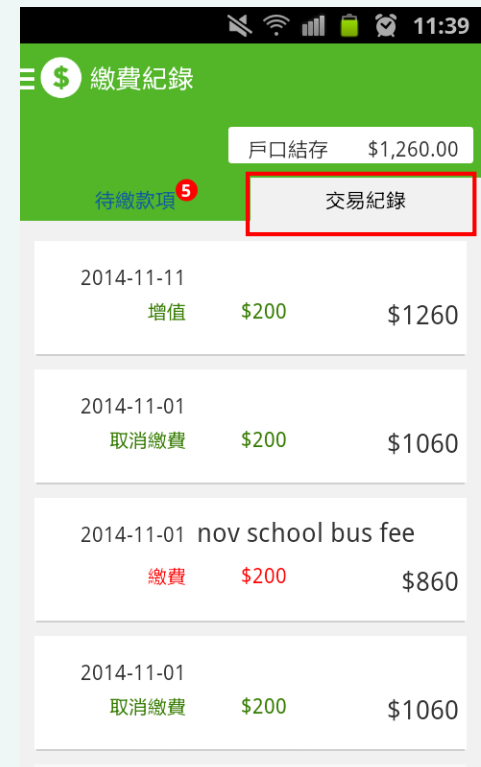 11:39
$ 繳費紀錄
戶口結存 $1,260.00
待繳款項 5 交易紀錄
2014-11-11
增值 $200 $1260
2014-11-01
取消繳費 $200 $1060
2014-11-01 nov school bus fee
繳費 $200 $860
2014-11-01
取消繳費 $200 $1060